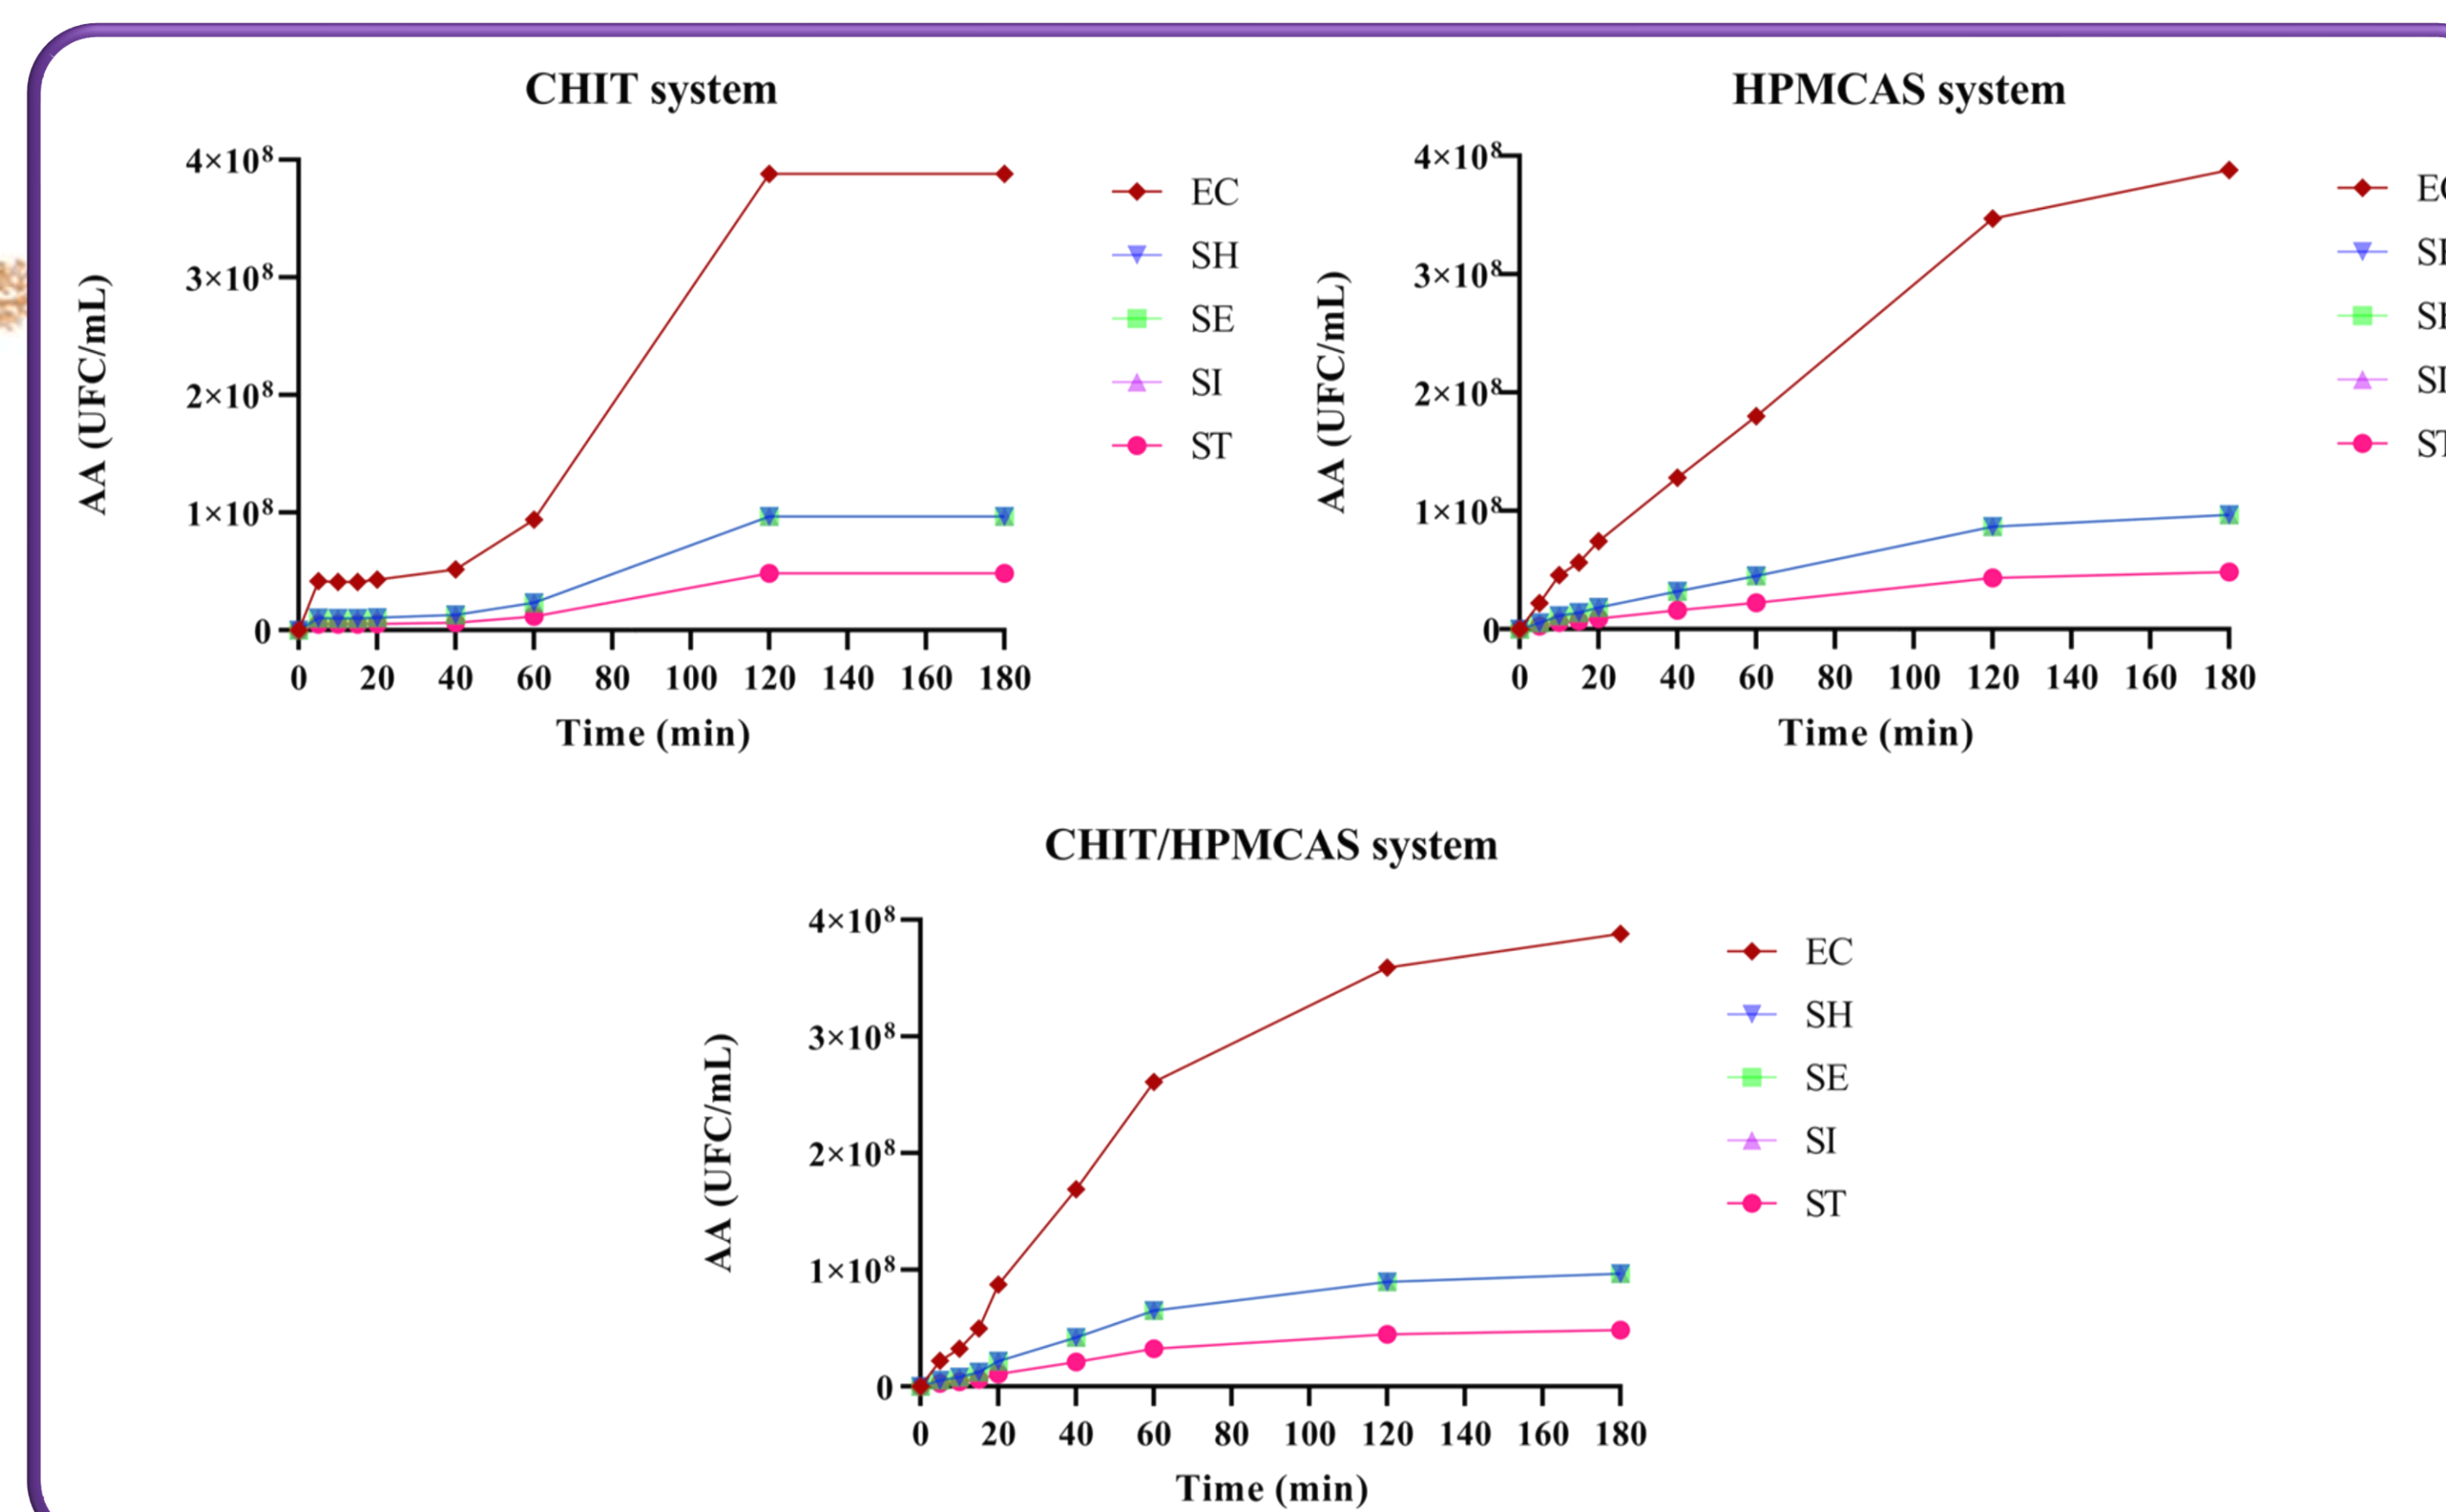 CHIT system
AA (UFC/mL)
4×10⁸
3×10⁸
2×10⁸
1×10⁸
0
0 20 40 60 80 100 120 140 160 180
Time (min)
EC
SH
SE
SI
ST
HPMCAS system
AA (UFC/mL)
4×10⁸
3×10⁸
2×10⁸
1×10⁸
0
0 20 40 60 80 100 120 140 160 180
Time (min)
CHIT/HPMCAS system
AA (UFC/mL)
4×10⁸
3×10⁸
2×10⁸
1×10⁸
0
0 20 40 60 80 100 120 140 160 180
Time (min)
EC
SH
SE
SI
ST